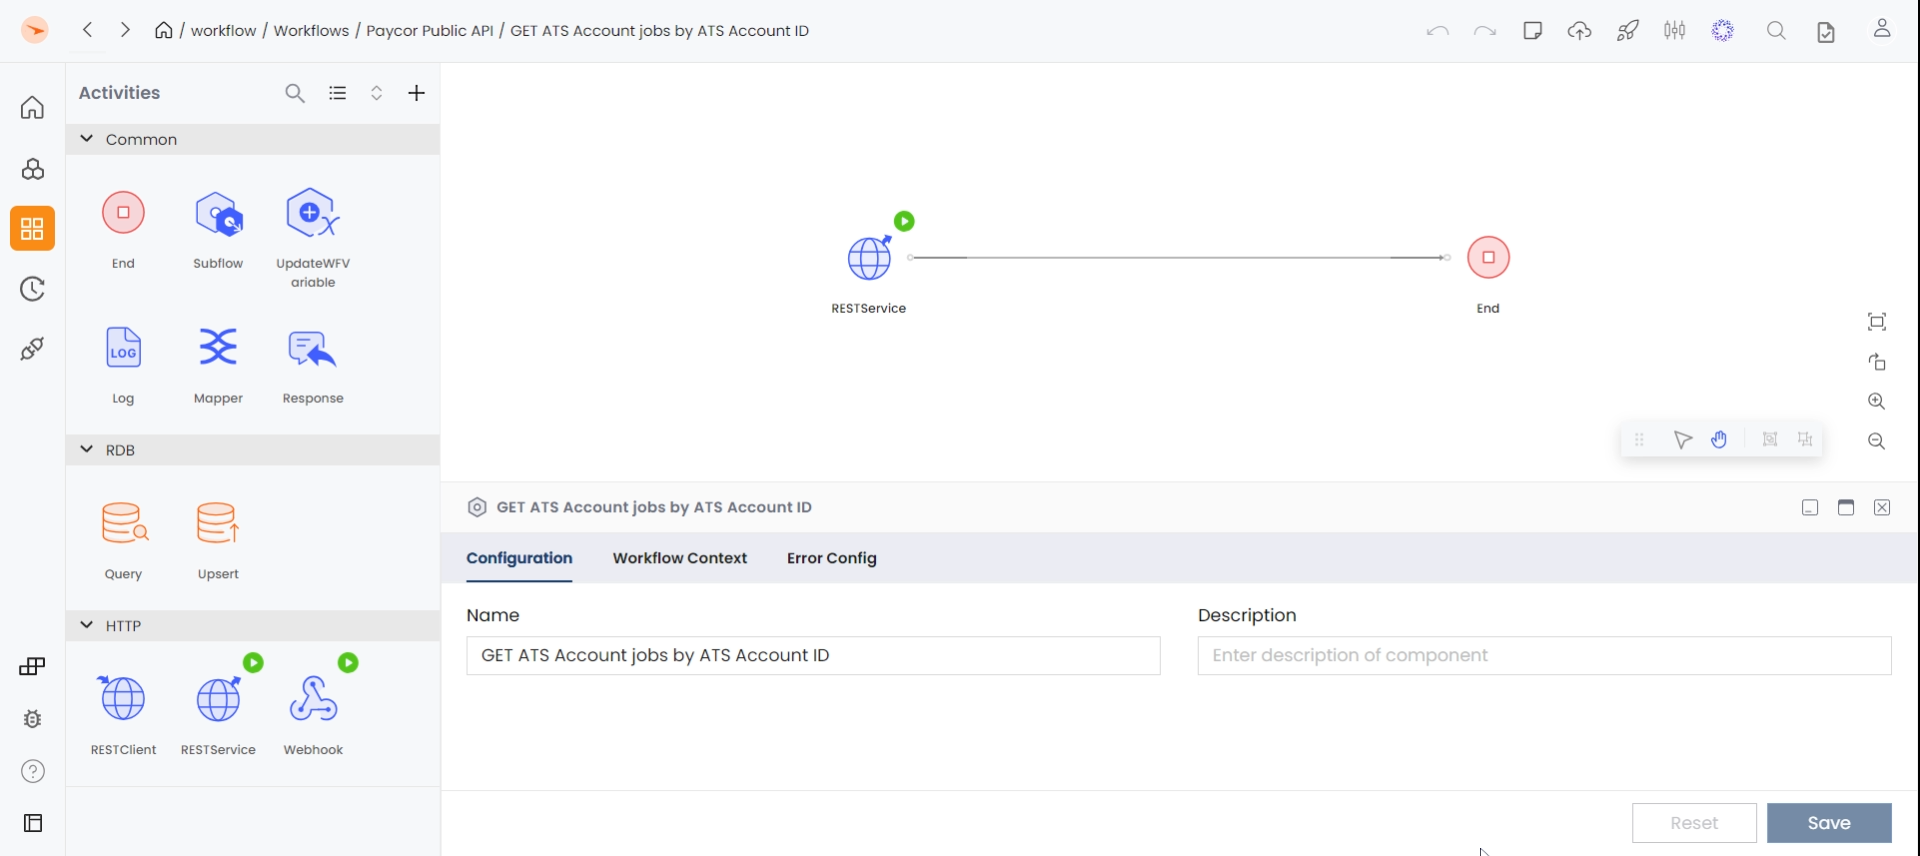 / workflow / Workflows / Paycor Public API / GET ATS Account jobs by ATS Account ID
Activities
Common
End
Subflow
UpdateWFV
ariable
LOG
Log
Mapper
Response
RDB
Query
Upsert
HTTP
RESTClient
RESTService
Webhook
RESTService
End
GET ATS Account jobs by ATS Account ID
Configuration
Workflow Context
Error Config
Name
Description
GET ATS Account jobs by ATS Account ID
Enter description of component
Reset
Save